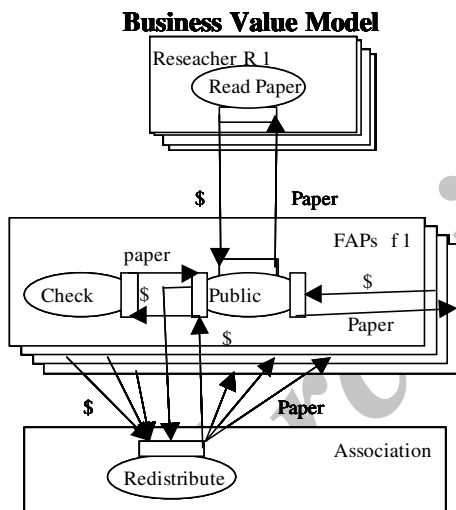 Business Value Model
Reseacher R 1
Read Paper
$ Paper
FAPs f 1
paper
$
Check $ Public
Paper
$
$ Paper
Association
Redistribute